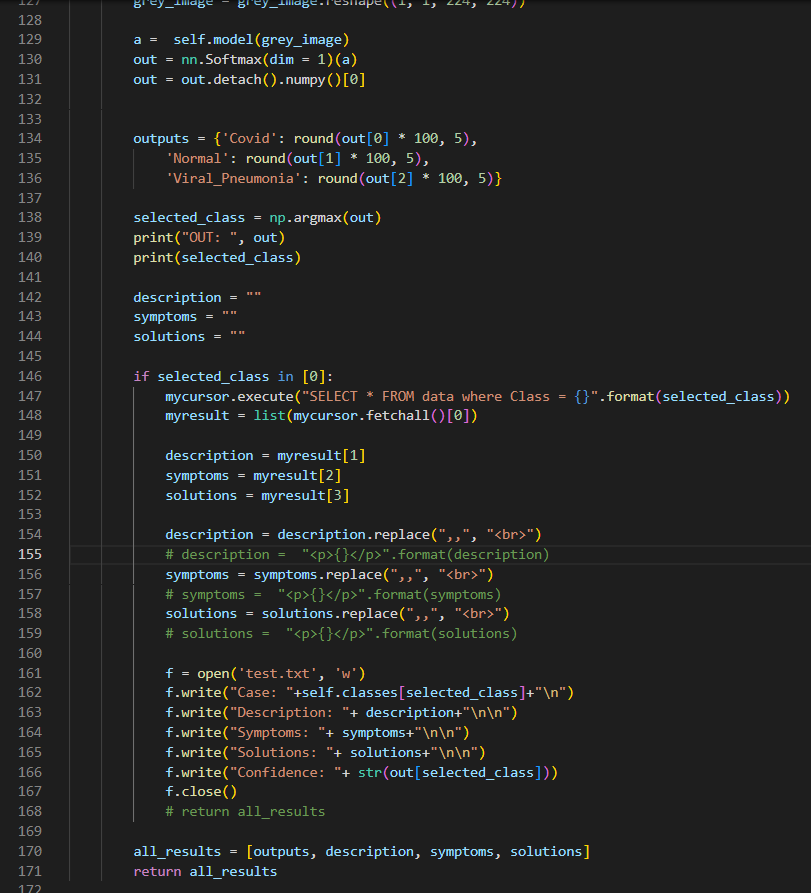 127 grey_image = grey_image.reshape((1, 1, 224, 224))
128
129 a =  self.model(grey_image)
130 out = nn.Softmax(dim = 1)(a)
131 out = out.detach().numpy()[0]
132
133
134 outputs = {'Covid': round(out[0] * 100, 5),
135     'Normal': round(out[1] * 100, 5),
136     'Viral_Pneumonia': round(out[2] * 100, 5)}
137
138 selected_class = np.argmax(out)
139 print("OUT: ", out)
140 print(selected_class)
141
142 description = ""
143 symptoms = ""
144 solutions = ""
145
146 if selected_class in [0]:
147     mycursor.execute("SELECT * FROM data where Class = {}".format(selected_class))
148     myresult = list(mycursor.fetchall()[0])
149
150     description = myresult[1]
151     symptoms = myresult[2]
152     solutions = myresult[3]
153
154     description = description.replace(",,", "<br>")
155     # description =  "<p>{}</p>".format(description)
156     symptoms = symptoms.replace(",,", "<br>")
157     # symptoms =  "<p>{}</p>".format(symptoms)
158     solutions = solutions.replace(",,", "<br>")
159     # solutions =  "<p>{}</p>".format(solutions)
160
161     f = open('test.txt', 'w')
162     f.write("Case: "+self.classes[selected_class]+"\n")
163     f.write("Description: "+ description+"\n\n")
164     f.write("Symptoms: "+ symptoms+"\n\n")
165     f.write("Solutions: "+ solutions+"\n\n")
166     f.write("Confidence: "+ str(out[selected_class]))
167     f.close()
168     # return all_results
169
170 all_results = [outputs, description, symptoms, solutions]
171 return all_results
172